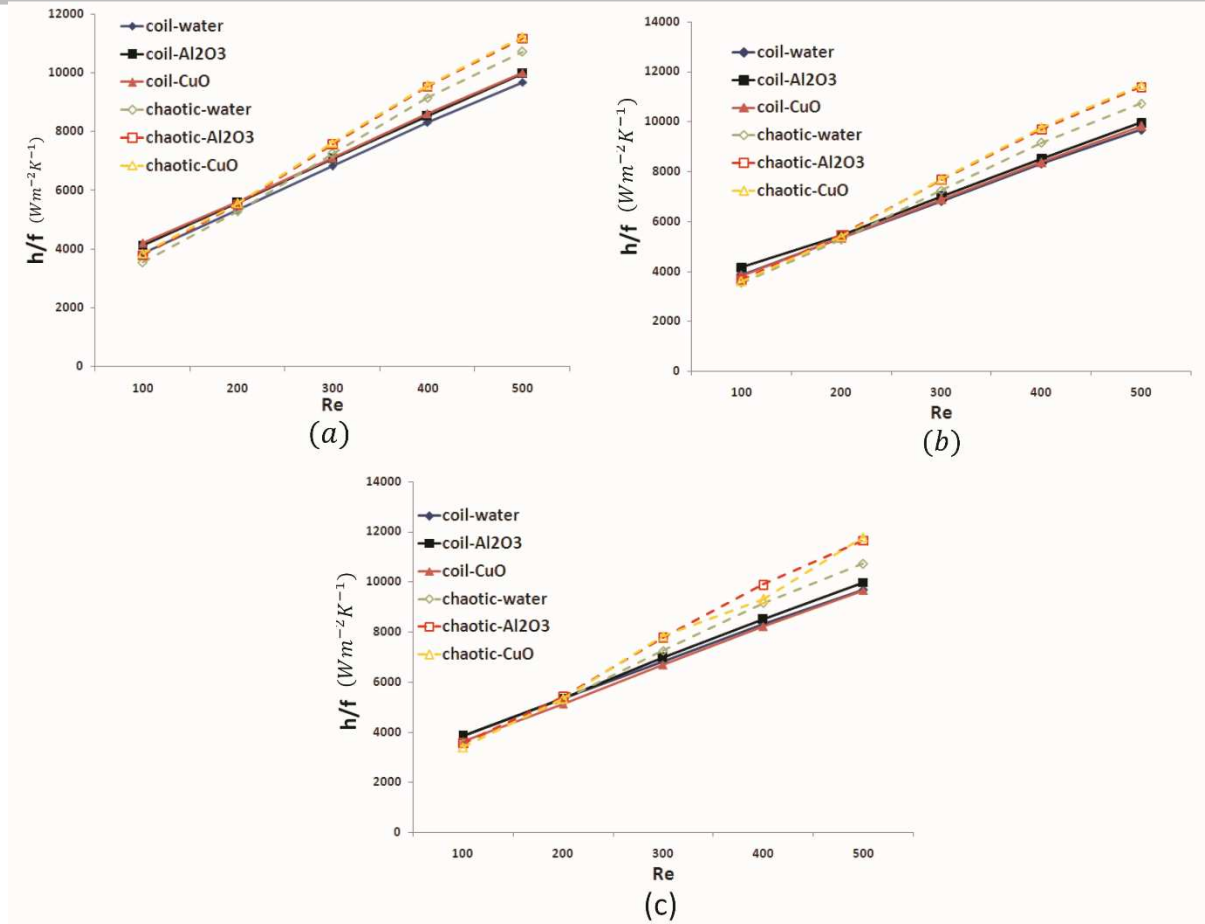 12000
10000
8000
6000
4000
2000
0
h/f (Wm⁻²K⁻¹)
coil-water
coil-Al2O3
coil-CuO
chaotic-water
chaotic-Al2O3
chaotic-CuO
100 200 300 400 500
Re
(a)
14000
12000
10000
8000
6000
4000
2000
0
h/f (Wm⁻²K⁻¹)
coil-water
coil-Al2O3
coil-CuO
chaotic-water
chaotic-Al2O3
chaotic-CuO
100 200 300 400 500
Re
(b)
14000
12000
10000
8000
6000
4000
2000
0
h/f (Wm⁻²K⁻¹)
coil-water
coil-Al2O3
coil-CuO
chaotic-water
chaotic-Al2O3
chaotic-CuO
100 200 300 400 500
Re
(c)